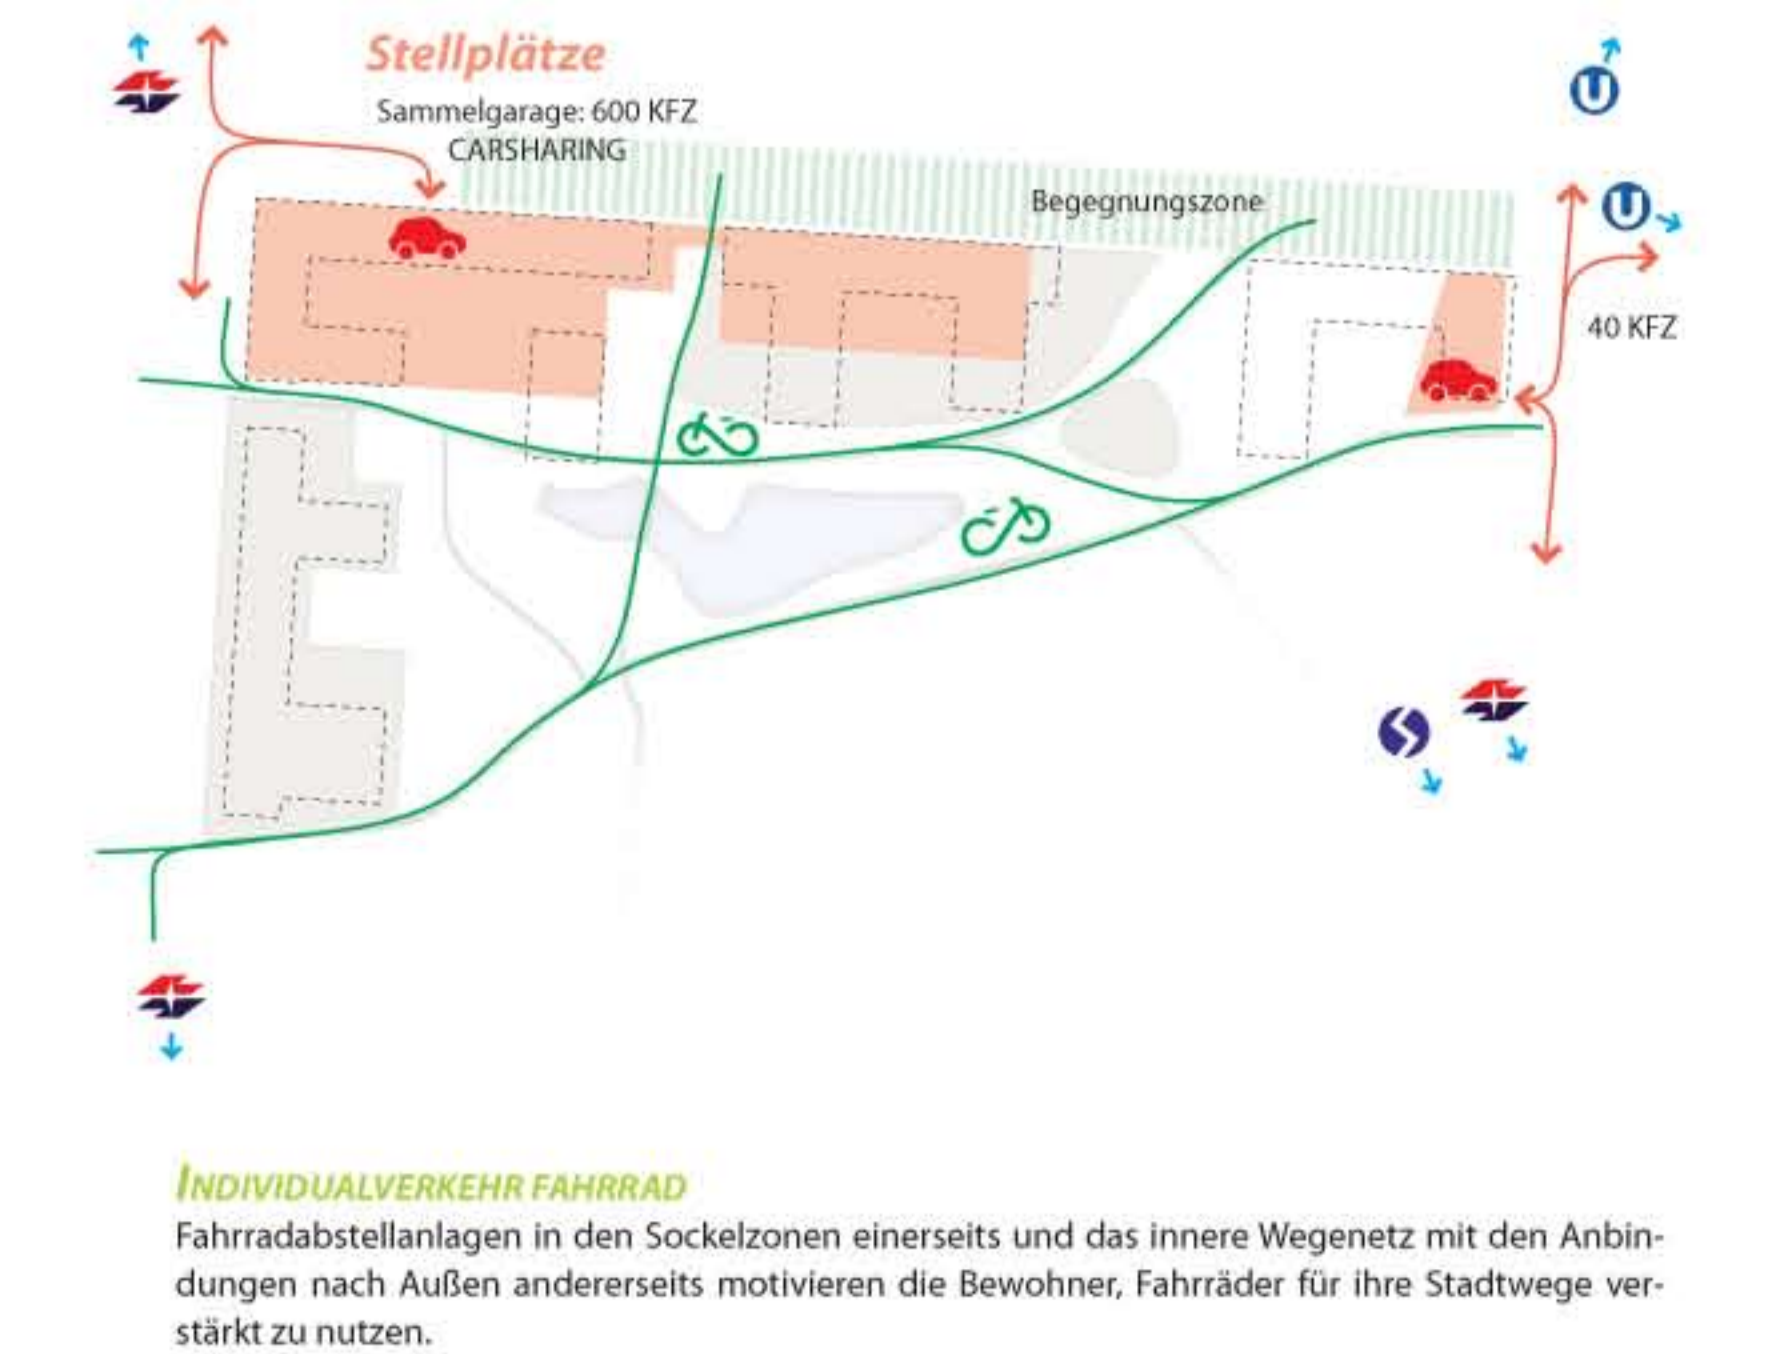 Stellplätze
Sammelgarage: 600 KFZ
CARSHARING
U
Begegnungszone
U
40 KFZ
INDIVIDUALVERKEHR FAHRRAD
Fahrradabstellanlagen in den Sockelzonen einerseits und das innere Wegenetz mit den Anbin-
dungen nach Außen andererseits motivieren die Bewohner, Fahrräder für ihre Stadtwege ver-
stärkt zu nutzen.